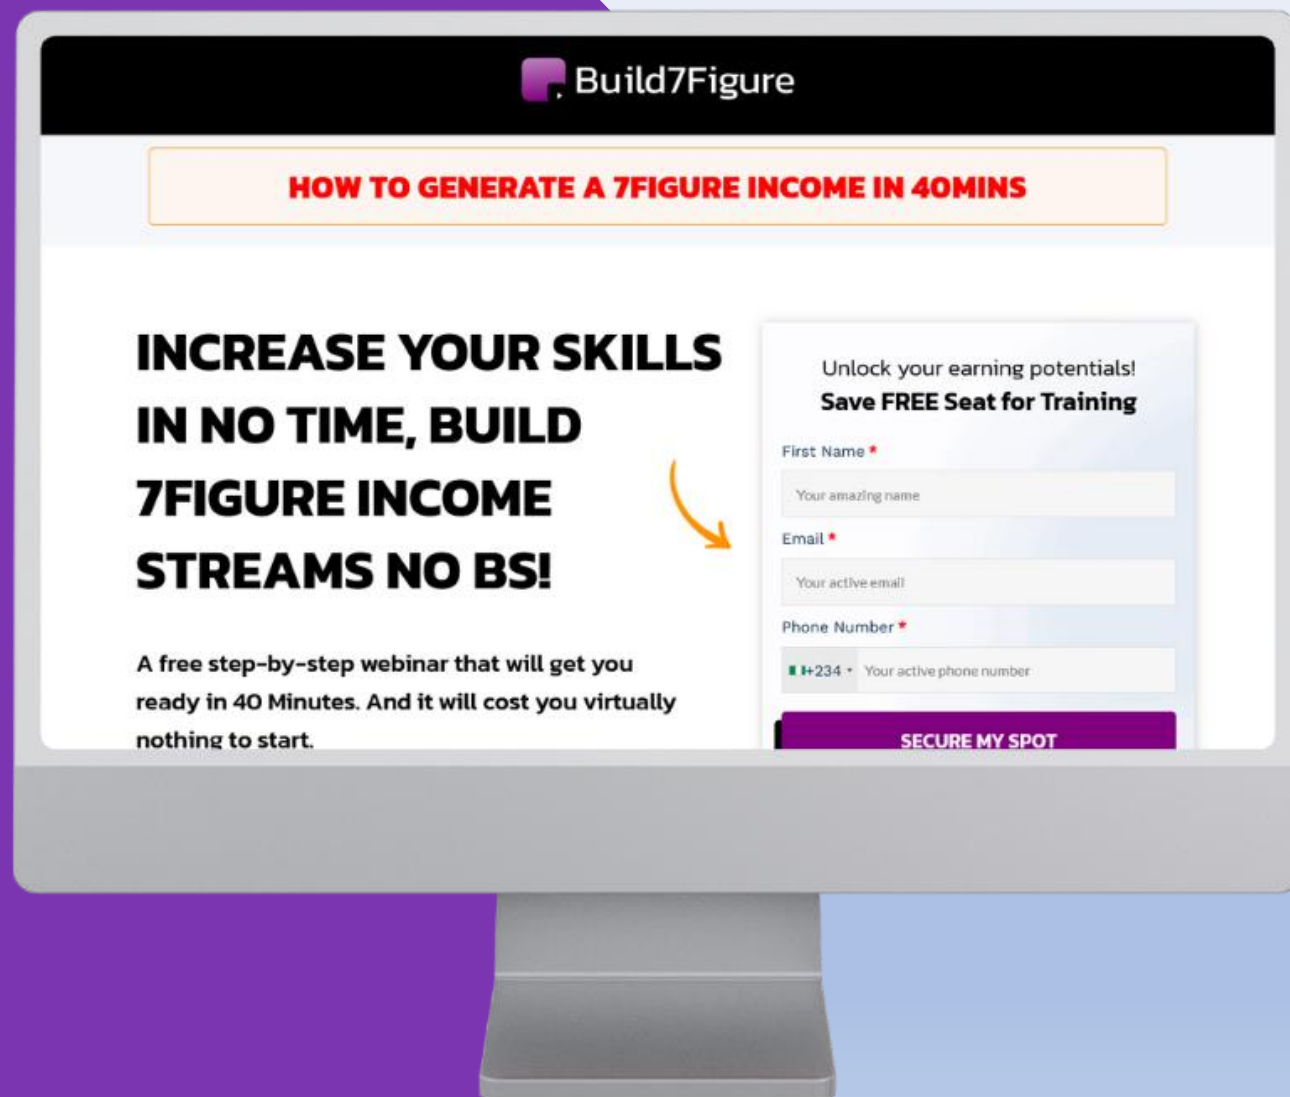 Build7Figure
HOW TO GENERATE A 7FIGURE INCOME IN 40MINS
INCREASE YOUR SKILLS
IN NO TIME, BUILD
7FIGURE INCOME
STREAMS NO BS!
A free step-by-step webinar that will get you
ready in 40 Minutes. And it will cost you virtually
nothing to start.
Unlock your earning potentials!
Save FREE Seat for Training
First Name *
Your amazing name
Email *
Your active email
Phone Number *
+234 Your active phone number
SECURE MY SPOT